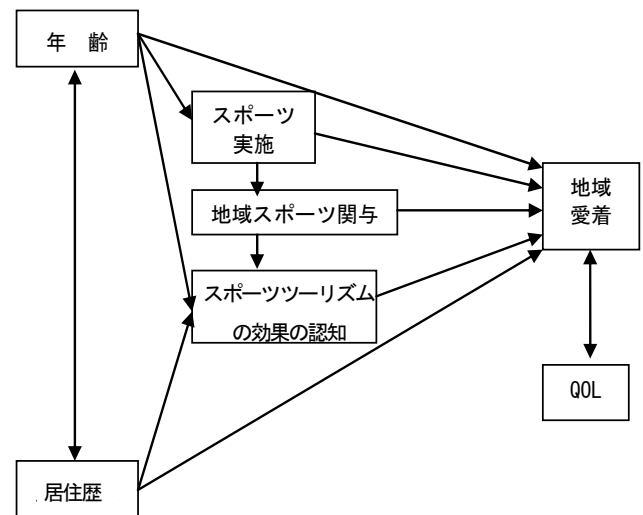 年 齢
スポーツ
実施
地域
愛着
地域スポーツ関与
スポーツツーリズム
の効果の認知
QOL
居住歴